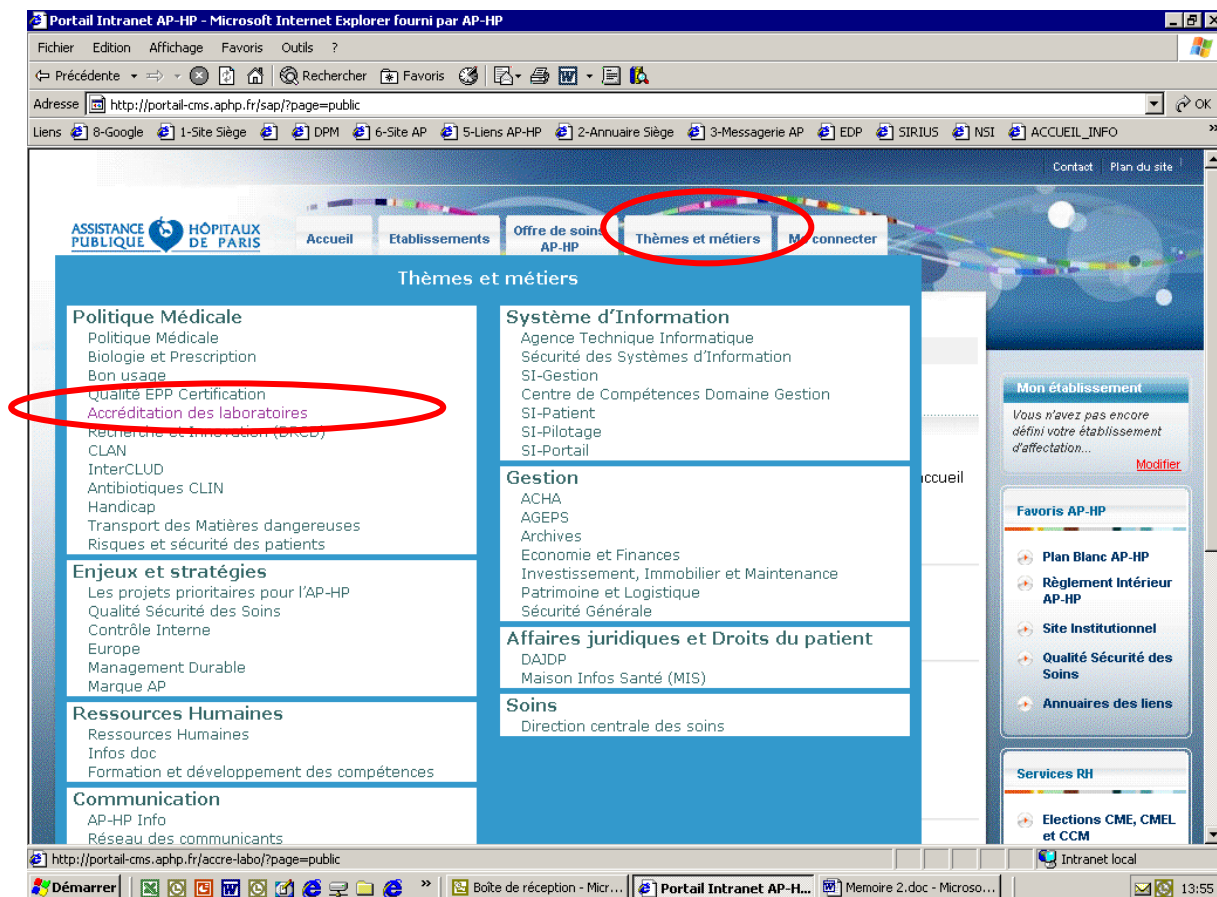 Portail Intranet AP-HP - Microsoft Internet Explorer fourni par AP-HP
Fichier Edition Affichage Favoris Outils ?
Précédente Rechercher Favoris
Adresse http://portail-cms.aphp.fr/sap/?page=public OK
Liens 8-Google 1-Site Siège DPM 6-Site AP 5-Liens AP-HP 2-Annuaire Siège 3-Messagerie AP EDP SIRIUS NSI ACCUEIL_INFO »
Contact Plan du site
ASSISTANCE HÔPITAUX
PUBLIQUE DE PARIS
Accueil
Etablissements
Offre de soins
AP-HP
Thèmes et métiers
Me connecter
Thèmes et métiers
Politique Médicale
Politique Médicale
Biologie et Prescription
Bon usage
Qualité EPP Certification
Accréditation des laboratoires
Recherche et Innovation (DRCD)
CLAN
InterCLUD
Antibiotiques CLIN
Handicap
Transport des Matières dangereuses
Risques et sécurité des patients
Enjeux et stratégies
Les projets prioritaires pour l'AP-HP
Qualité Sécurité des Soins
Contrôle Interne
Europe
Management Durable
Marque AP
Ressources Humaines
Ressources Humaines
Infos doc
Formation et développement des compétences
Communication
AP-HP Info
Réseau des communicants
Système d'Information
Agence Technique Informatique
Sécurité des Systèmes d'Information
SI-Gestion
Centre de Compétences Domaine Gestion
SI-Patient
SI-Pilotage
SI-Portail
Gestion
ACHA
AGEPS
Archives
Economie et Finances
Investissement, Immobilier et Maintenance
Patrimoine et Logistique
Sécurité Générale
Affaires juridiques et Droits du patient
DAJDP
Maison Infos Santé (MIS)
Soins
Direction centrale des soins
ccueil
Mon établissement
Vous n'avez pas encore
défini votre établissement
d'affectation...
Modifier
Favoris AP-HP
Plan Blanc AP-HP
Règlement Intérieur
AP-HP
Site Institutionnel
Qualité Sécurité des
Soins
Annuaires des liens
Services RH
Elections CME, CMEL
et CCM
http://portail-cms.aphp.fr/accre-labo/?page=public Intranet local
Démarrer » Boîte de réception - Micr... Portail Intranet AP-H... Memoire 2.doc - Microso... 13:55